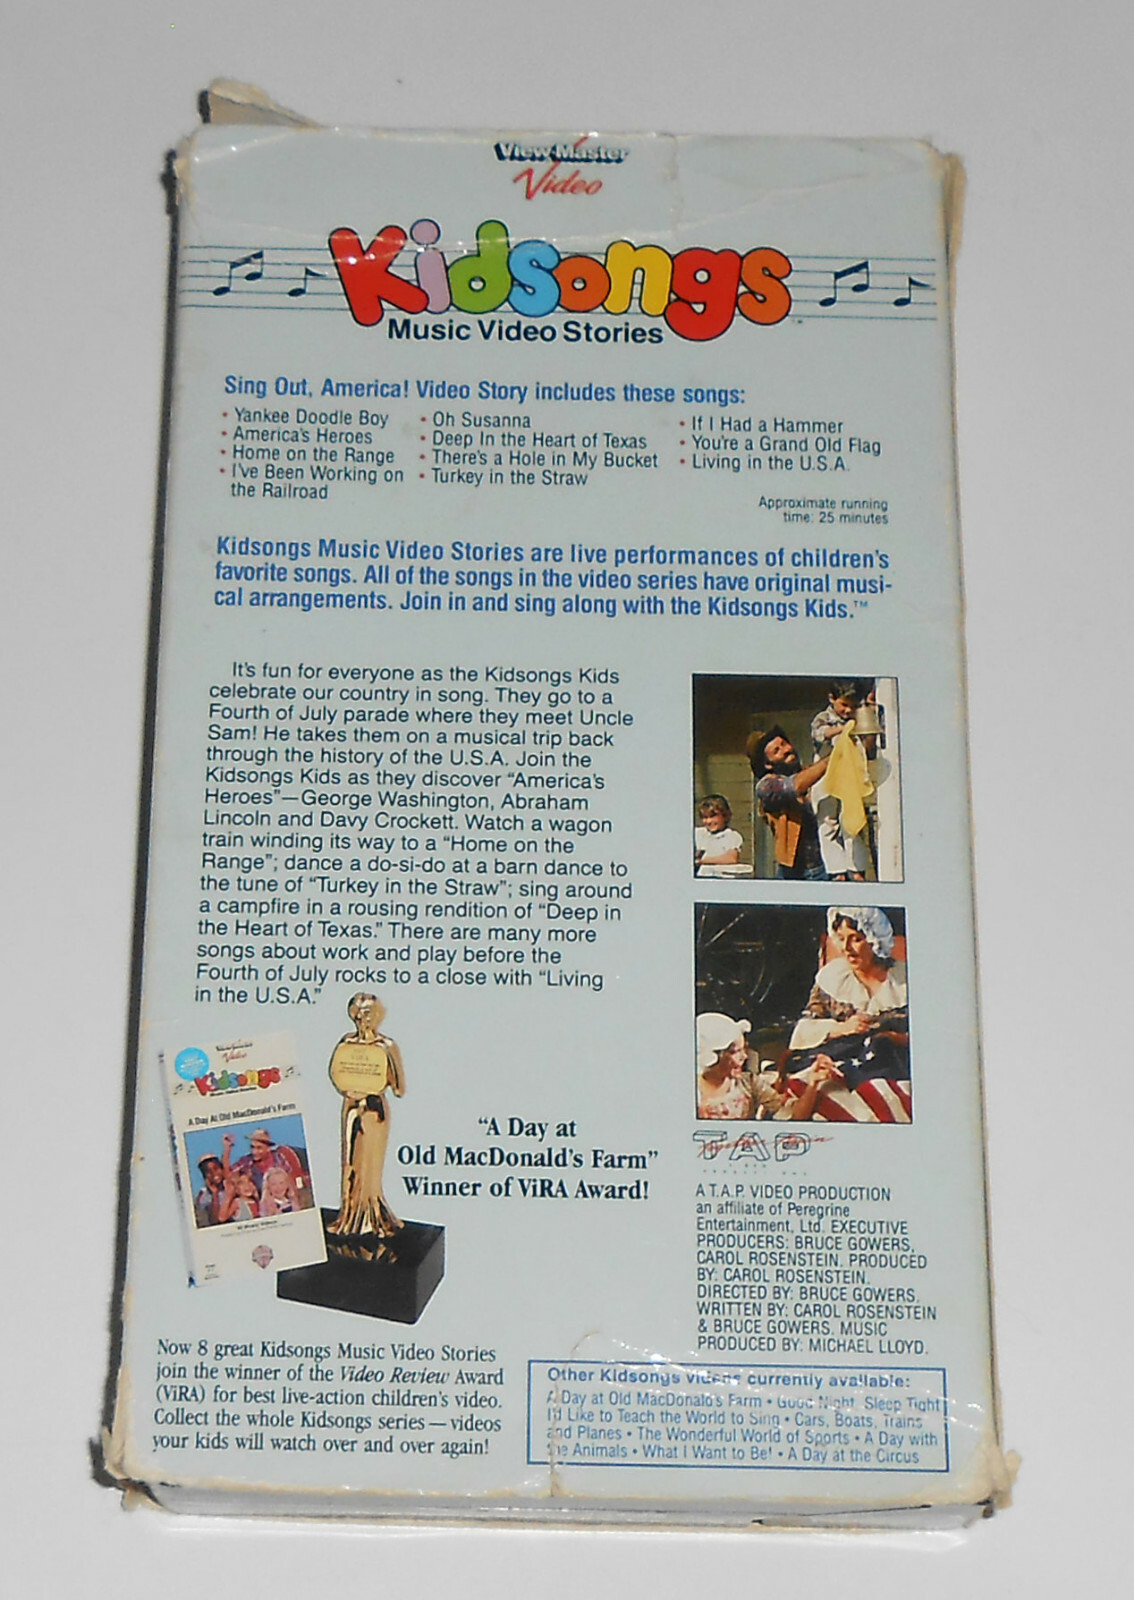 View-Master
Video
Kidsongs
Music Video Stories
Sing Out, America! Video Story includes these songs:
• Yankee Doodle Boy
• America's Heroes
• Home on the Range
• I've Been Working on
the Railroad
• Oh Susanna
• Deep In the Heart of Texas
• There's a Hole in My Bucket
• Turkey in the Straw
• If I Had a Hammer
• You're a Grand Old Flag
• Living in the U.S.A.
Approximate running
time: 25 minutes
Kidsongs Music Video Stories are live performances of children's
favorite songs. All of the songs in the video series have original musi-
cal arrangements. Join in and sing along with the Kidsongs Kids.™
It's fun for everyone as the Kidsongs Kids
celebrate our country in song. They go to a
Fourth of July parade where they meet Uncle
Sam! He takes them on a musical trip back
through the history of the U.S.A. Join the
Kidsongs Kids as they discover "America's
Heroes"—George Washington, Abraham
Lincoln and Davy Crockett. Watch a wagon
train winding its way to a "Home on the
Range"; dance a do-si-do at a barn dance to
the tune of "Turkey in the Straw"; sing around
a campfire in a rousing rendition of "Deep in
the Heart of Texas." There are many more
songs about work and play before the
Fourth of July rocks to a close with "Living
in the U.S.A."
View-Master
Video
Kidsongs
Music Video Stories
A Day At Old MacDonald's Farm
ViRA
"A Day at
Old MacDonald's Farm"
Winner of ViRA Award!
TAP
A T.A.P. VIDEO PRODUCTION
an affiliate of Peregrine
Entertainment, Ltd. EXECUTIVE
PRODUCERS: BRUCE GOWERS,
CAROL ROSENSTEIN. PRODUCED
BY: CAROL ROSENSTEIN.
DIRECTED BY: BRUCE GOWERS.
WRITTEN BY: CAROL ROSENSTEIN
& BRUCE GOWERS. MUSIC
PRODUCED BY: MICHAEL LLOYD.
Now 8 great Kidsongs Music Video Stories
join the winner of the Video Review Award
(ViRA) for best live-action children's video.
Collect the whole Kidsongs series—videos
your kids will watch over and over again!
Other Kidsongs videos currently available:
A Day at Old MacDonald's Farm • Good Night, Sleep Tight
I'd Like to Teach the World to Sing • Cars, Boats, Trains
and Planes • The Wonderful World of Sports • A Day with
the Animals • What I Want to Be! • A Day at the Circus